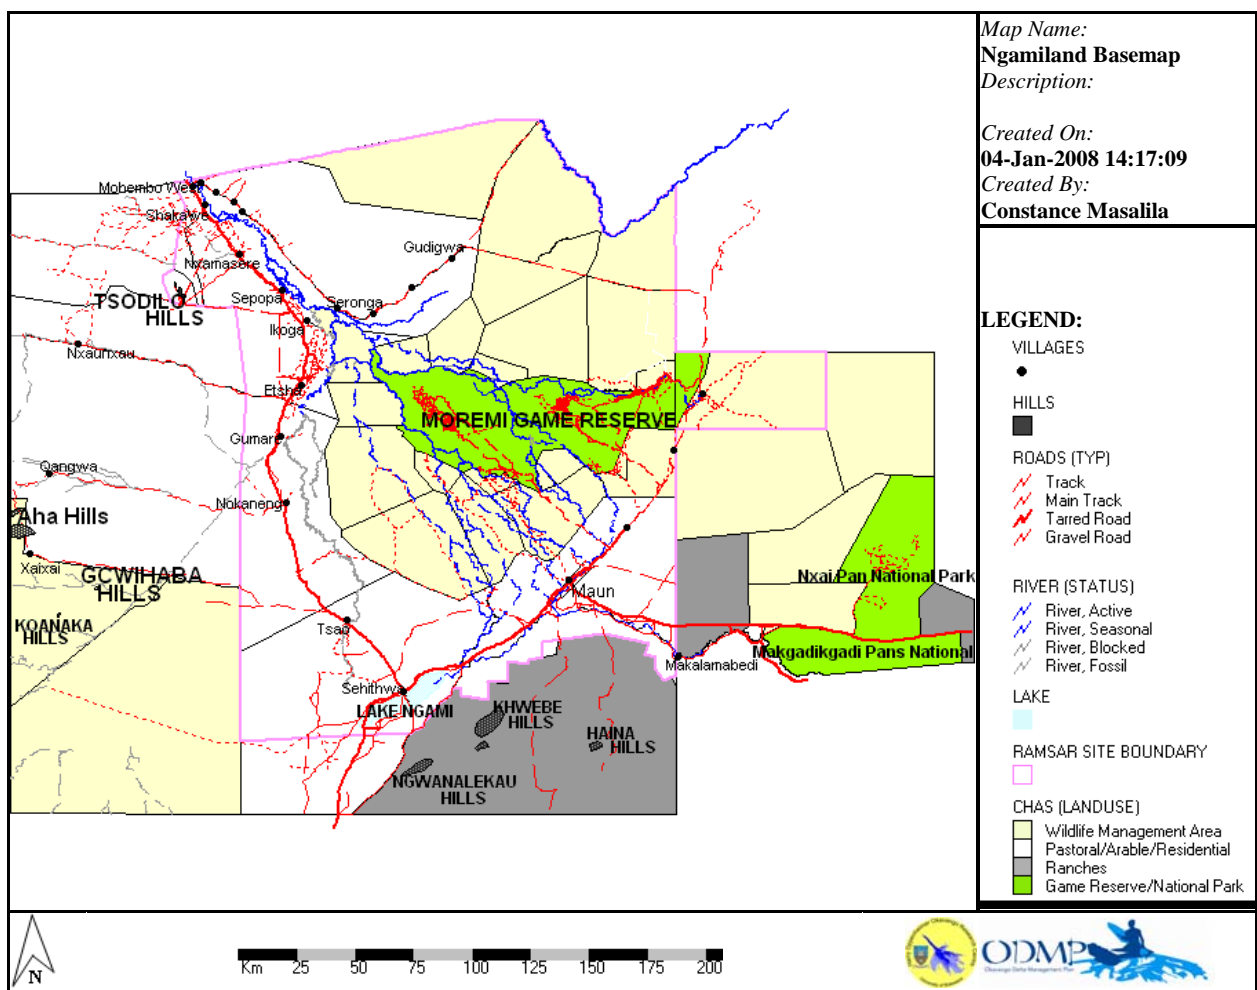 Map Name:
Ngamiland Basemap
Description:
Created On:
04-Jan-2008 14:17:09
Created By:
Constance Masalila
LEGEND:
VILLAGES
HILLS
ROADS (TYP)
Track
Main Track
Tarred Road
Gravel Road
RIVER (STATUS)
River, Active
River, Seasonal
River, Blocked
River, Fossil
LAKE
RAMSAR SITE BOUNDARY
CHAS (LANDUSE)
Wildlife Management Area
Pastoral/Arable/Residential
Ranches
Game Reserve/National Park
Mohembo West
Shakawe
Gudigwa
Nxamasere
TSODILO
HILLS
Sepopa
Seronga
Ikoga
Nxaunxau
Etsha
MOREMI GAME RESERVE
Gumare
Qangwa
Nokaneng
Aha Hills
Xaixai
GCWIHABA
HILLS
Nxai Pan National Park
Maun
KOANAKA
HILLS
Tsao
Makgadikgadi Pans National
Makalamabedi
Sehithwa
LAKE NGAMI
KHWEBE
HILLS
HAINA
HILLS
NGWANALEKAU
HILLS
N
Km 25 50 75 100 125 150 175 200
ODMP
Okavango Delta Management Plan